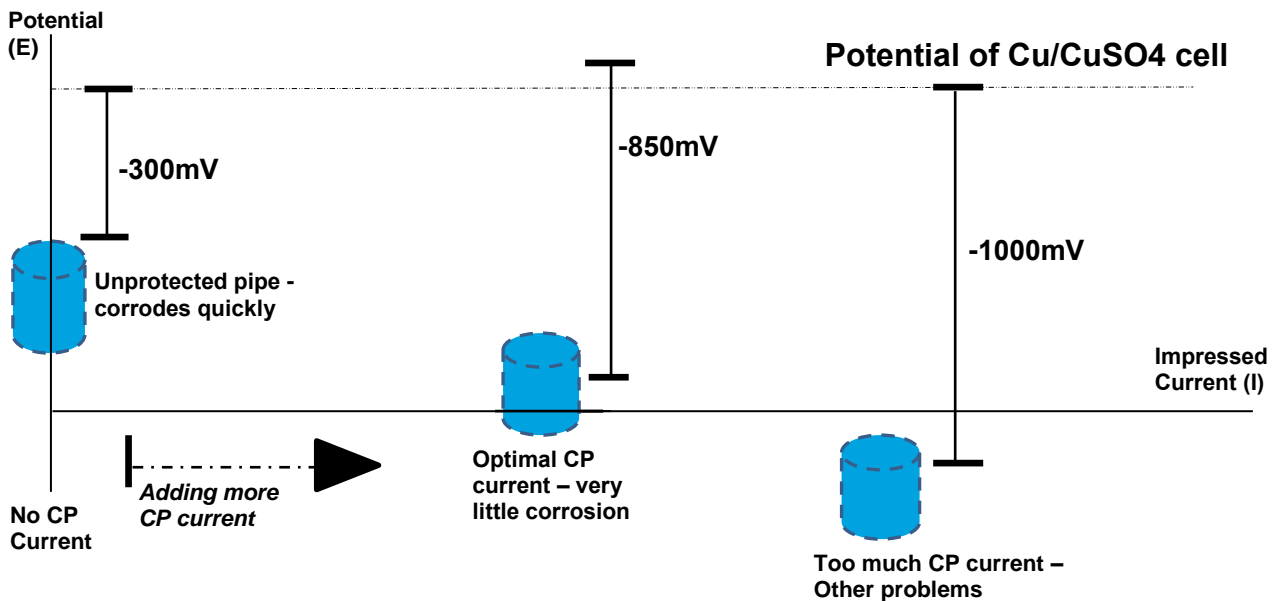 Potential
(E)
Potential of Cu/CuSO4 cell
-300mV
-850mV
-1000mV
Unprotected pipe -
corrodes quickly
Impressed
Current (I)
Adding more
CP current
No CP
Current
Optimal CP
current – very
little corrosion
Too much CP current –
Other problems